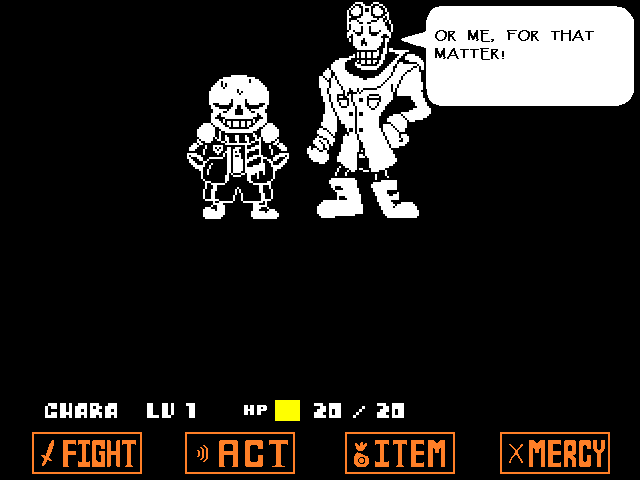 OR ME, FOR THAT
MATTER!
CHARA LV 1 HP 20 / 20
FIGHT ACT ITEM MERCY